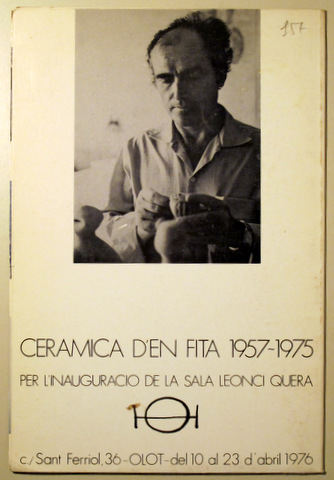 957
CERAMICA D'EN FITA 1957-1975
PER L'INAUGURACIO DE LA SALA LEONCI QUERA
c./Sant Ferriol, 36-OLOT-del 10 al 23 d'abril 1976